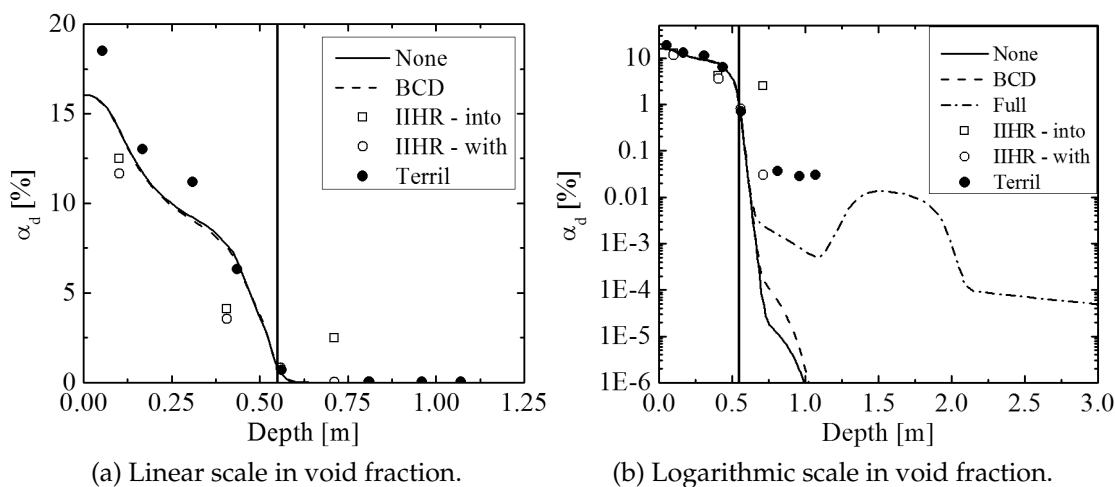 20
15
10
5
0
α_d [%]
0.00 0.25 0.50 0.75 1.00 1.25
Depth [m]
None
BCD
IIHR - into
IIHR - with
Terril
(a) Linear scale in void fraction.
10
1
0.1
0.01
1E-3
1E-4
1E-5
1E-6
α_d [%]
0.0 0.5 1.0 1.5 2.0 2.5 3.0
Depth [m]
None
BCD
Full
IIHR - into
IIHR - with
Terril
(b) Logarithmic scale in void fraction.